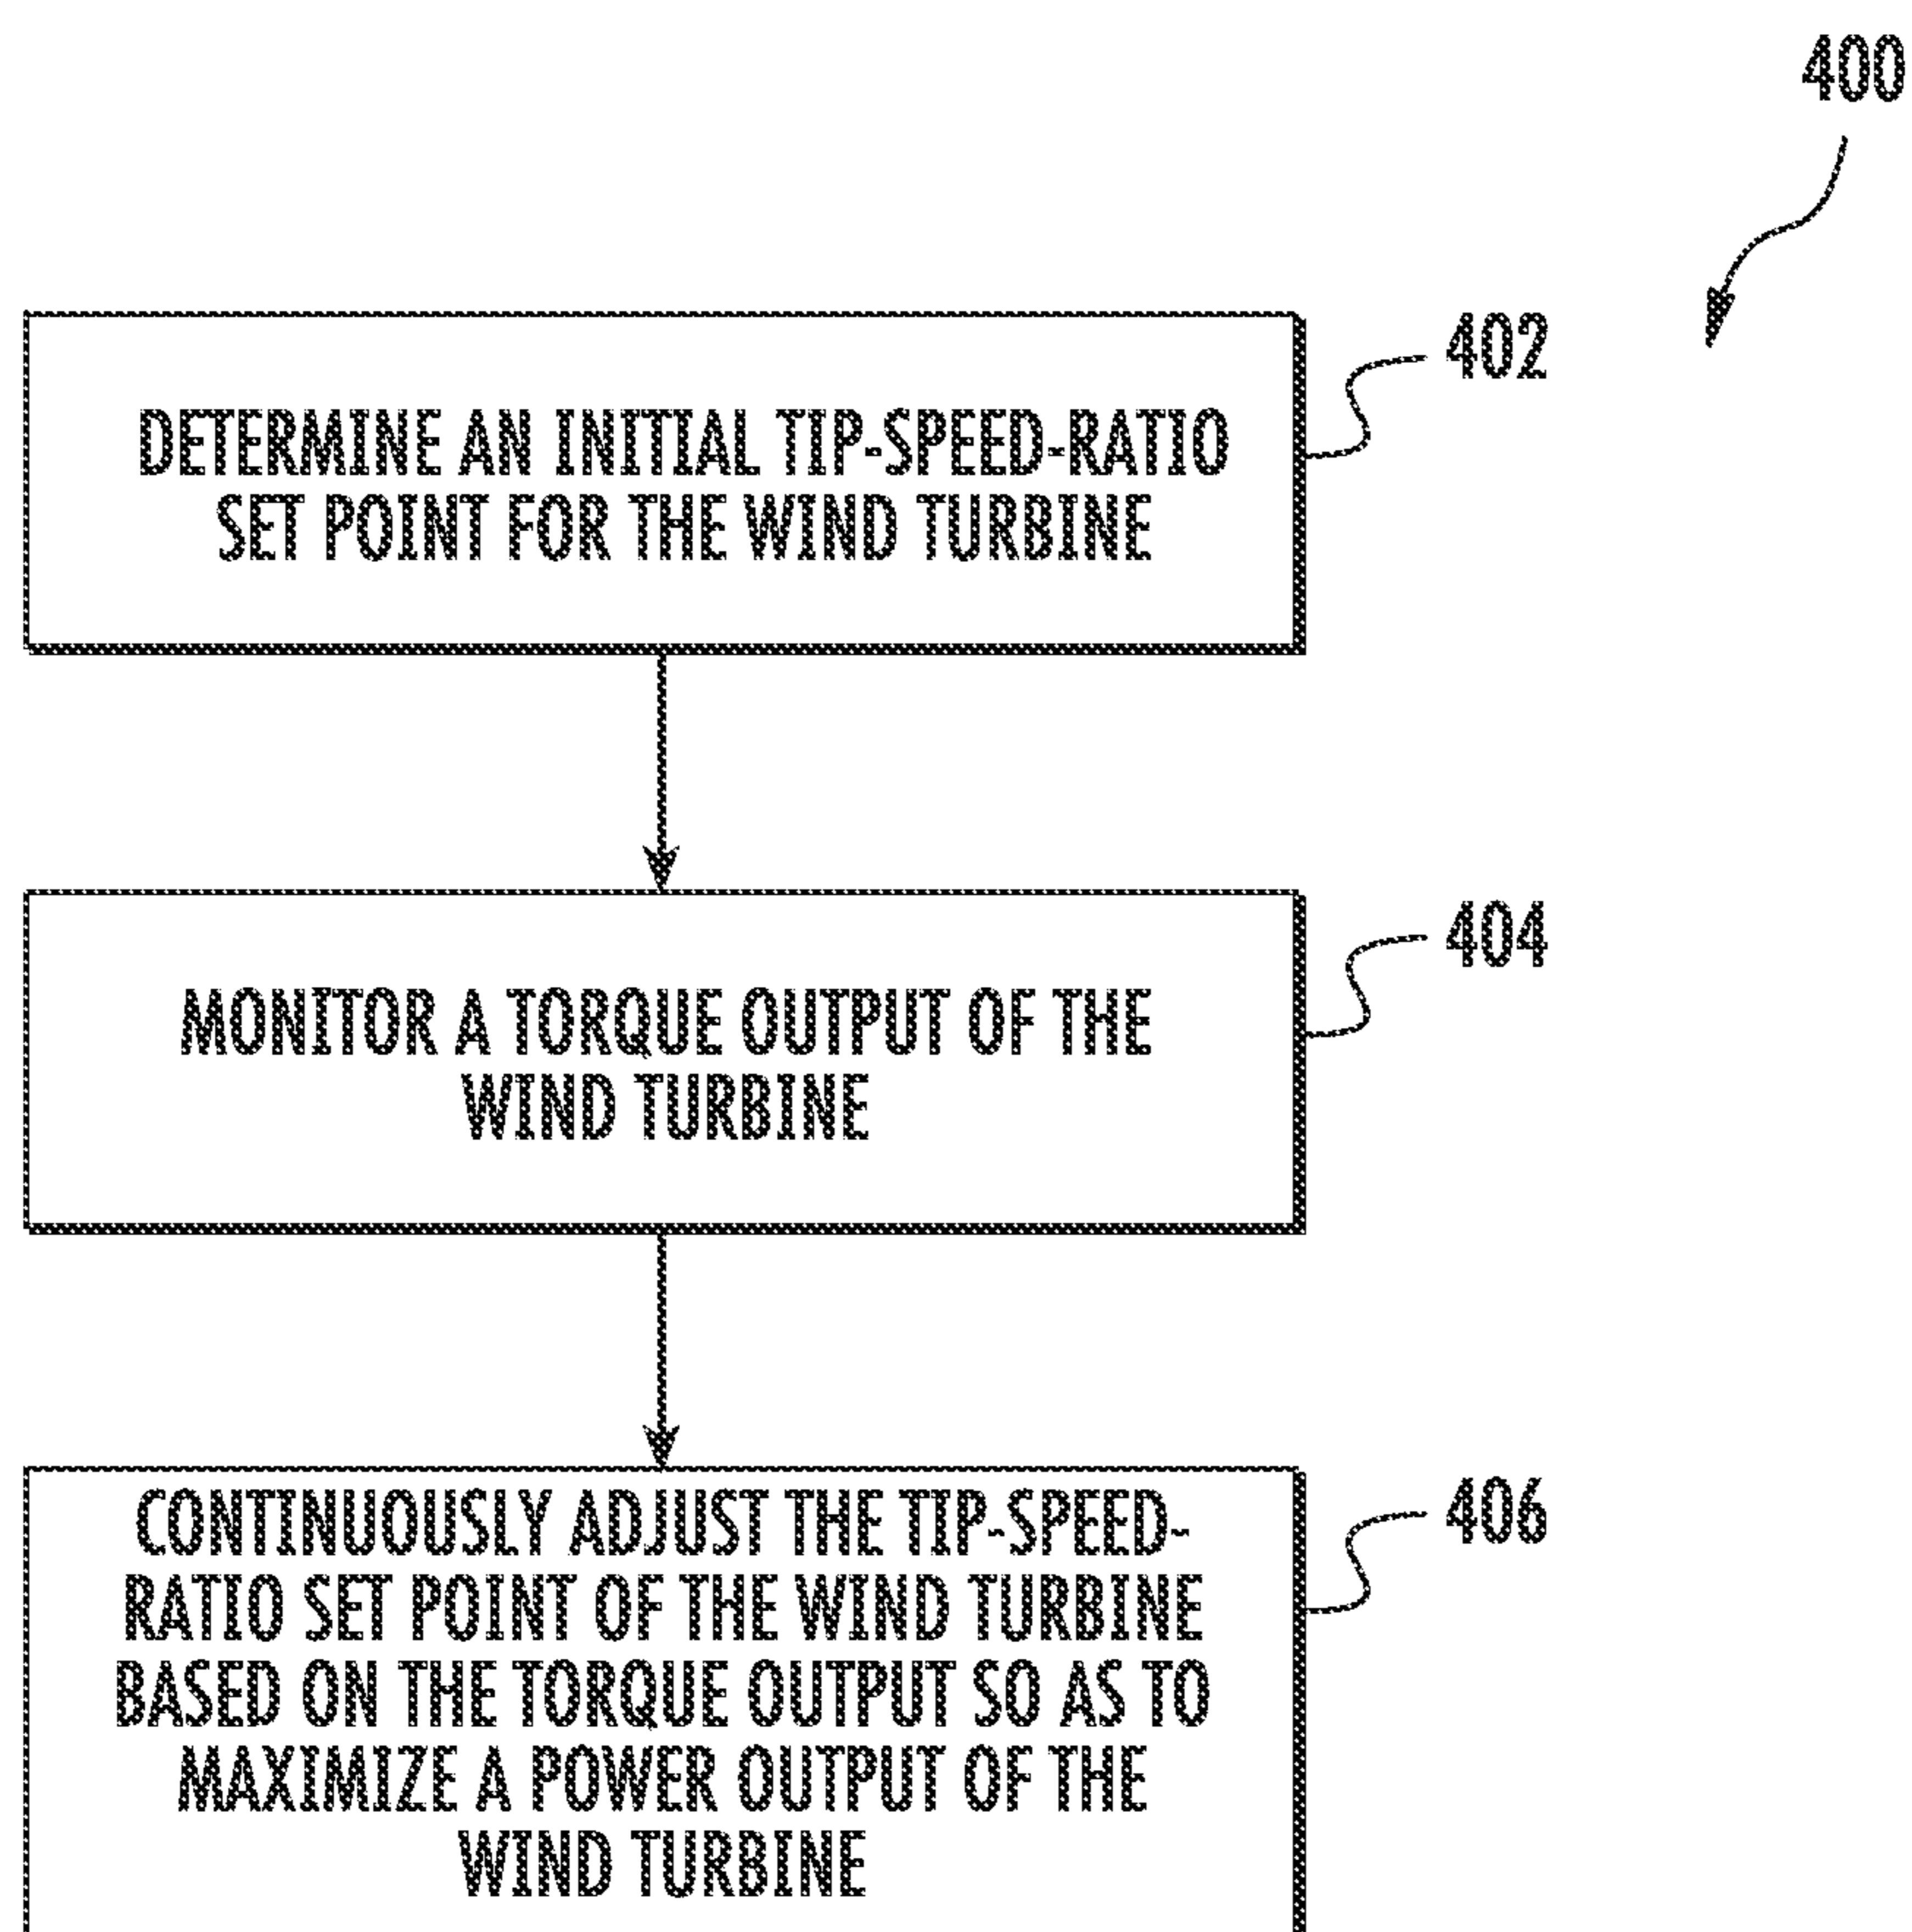 400
402
DETERMINE AN INITIAL TIP-SPEED-RATIO
SET POINT FOR THE WIND TURBINE
404
MONITOR A TORQUE OUTPUT OF THE
WIND TURBINE
406
CONTINUOUSLY ADJUST THE TIP-SPEED-
RATIO SET POINT OF THE WIND TURBINE
BASED ON THE TORQUE OUTPUT SO AS TO
MAXIMIZE A POWER OUTPUT OF THE
WIND TURBINE